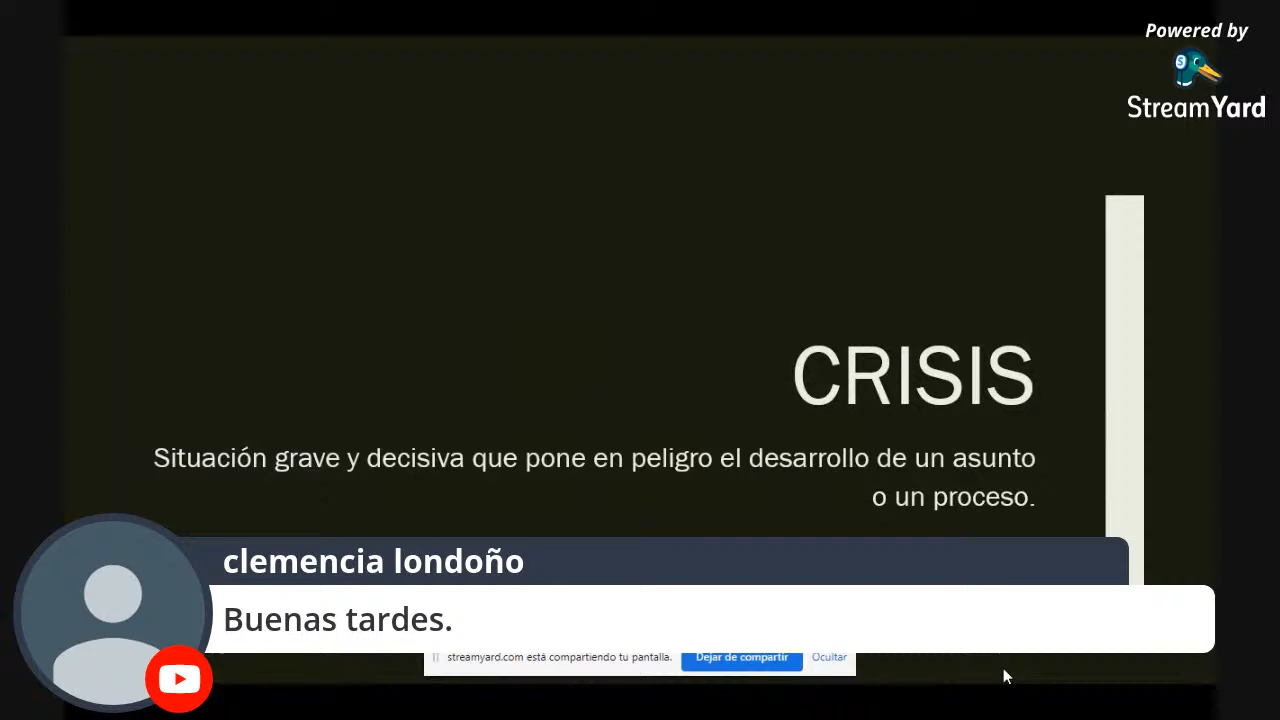 Powered by
StreamYard
CRISIS
Situación grave y decisiva que pone en peligro el desarrollo de un asunto
o un proceso.
clemencia londoño
Buenas tardes.
streamyard.com está compartiendo tu pantalla. Dejar de compartir Ocultar